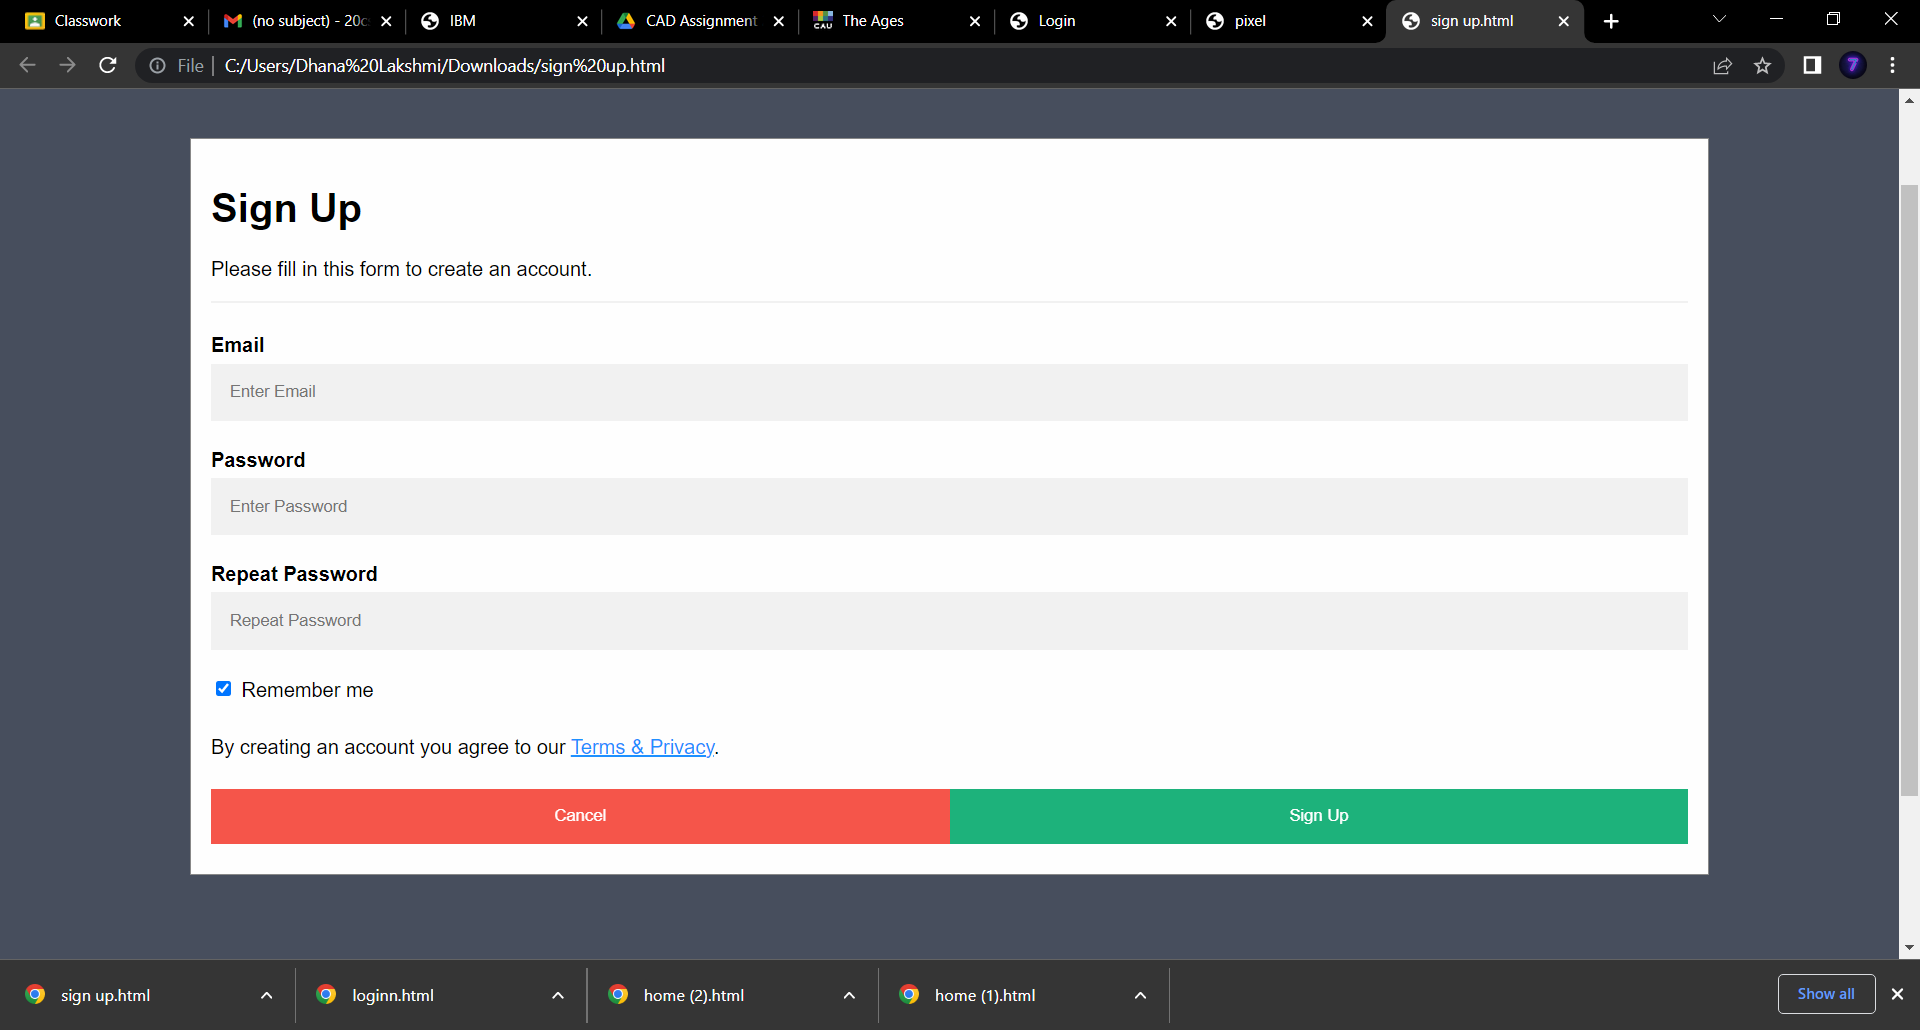 Classwork
(no subject) - 20c
IBM
CAD Assignment
CAU
The Ages
Login
pixel
sign up.html
File
C:/Users/Dhana%20Lakshmi/Downloads/sign%20up.html
7
Sign Up
Please fill in this form to create an account.
Email
Enter Email
Password
Enter Password
Repeat Password
Repeat Password
Remember me
By creating an account you agree to our Terms & Privacy.
Cancel
Sign Up
sign up.html
loginn.html
home (2).html
home (1).html
Show all